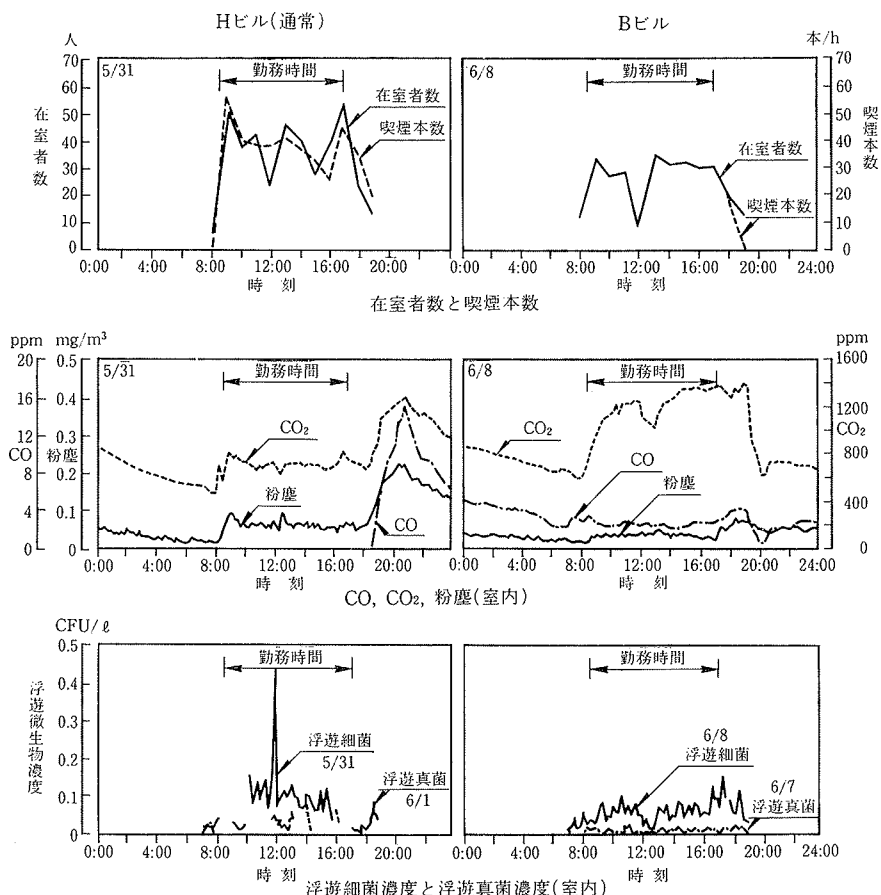 Hビル(通常)
Bビル
人
本/h
70
60
50
40
30
20
10
0
在室者数
5/31
勤務時間
在室者数
喫煙本数
0:00 4:00 8:00 12:00 16:00 20:00
時 刻
6/8
勤務時間
在室者数
喫煙本数
70
60
50
40
30
20
10
0
喫煙本数
0:00 4:00 8:00 12:00 16:00 20:00 24:00
時 刻
在室者数と喫煙本数
ppm mg/m³
20 0.5
16 0.4
12 0.3
CO 粉塵
8 0.2
4 0.1
0 0
5/31
勤務時間
CO₂
粉塵
CO
0:00 4:00 8:00 12:00 16:00 20:00
時 刻
6/8
勤務時間
CO₂
CO
粉塵
ppm
1600
1200
CO₂
800
400
0
0:00 4:00 8:00 12:00 16:00 20:00 24:00
時 刻
CO, CO₂, 粉塵(室内)
CFU/ℓ
0.5
0.4
0.3
0.2
0.1
0
浮遊微生物濃度
勤務時間
浮遊細菌
5/31
浮遊真菌
6/1
0:00 4:00 8:00 12:00 16:00 20:00
時 刻
勤務時間
6/8
浮遊細菌
6/7
浮遊真菌
0:00 4:00 8:00 12:00 16:00 20:00 24:00
時 刻
浮遊細菌濃度と浮遊真菌濃度(室内)